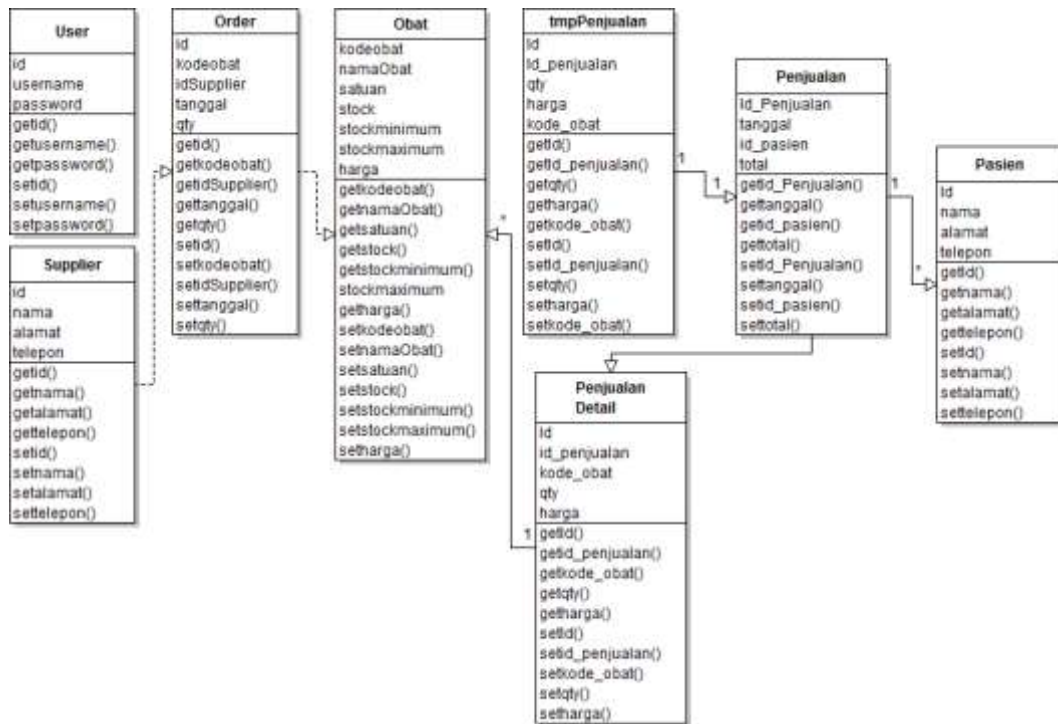 User
id
username
password
getid()
getusername()
getpassword()
setid()
setusername()
setpassword()
Supplier
id
nama
alamat
telepon
getid()
getnama()
getalamat()
gettelepon()
setid()
setnama()
setalamat()
settelepon()
Order
id
kodeobat
idSupplier
tanggal
qty
getid()
getkodeobat()
getidSupplier()
gettanggal()
getqty()
setid()
setkodeobat()
setidSupplier()
settanggal()
setqty()
Obat
kodeobat
namaObat
satuan
stock
stockminimum
stockmaximum
harga
getkodeobat()
getnamaObat()
getsatuan()
getstock()
getstockminimum()
stockmaximum
getharga()
setkodeobat()
setnamaObat()
setsatuan()
setstock()
setstockminimum()
setstockmaximum()
setharga()
*
tmpPenjualan
Id
Id_penjualan
qty
harga
kode_obat
getId()
getId_penjualan()
getqty()
getharga()
getkode_obat()
setId()
setId_penjualan()
setqty()
setharga()
setkode_obat()
1
1
Penjualan
Id_Penjualan
tanggal
id_pasien
total
getid_Penjualan()
gettanggal()
getid_pasien()
gettotal()
setId_Penjualan()
settanggal()
setid_pasien()
settotal()
1
*
Pasien
Id
nama
alamat
telepon
getId()
getnama()
getalamat()
gettelepon()
setId()
setnama()
setalamat()
settelepon()
Penjualan
Detail
Id
id_penjualan
kode_obat
qty
harga
1
getId()
getid_penjualan()
getkode_obat()
getqty()
getharga()
setId()
setid_penjualan()
setkode_obat()
setqty()
setharga()